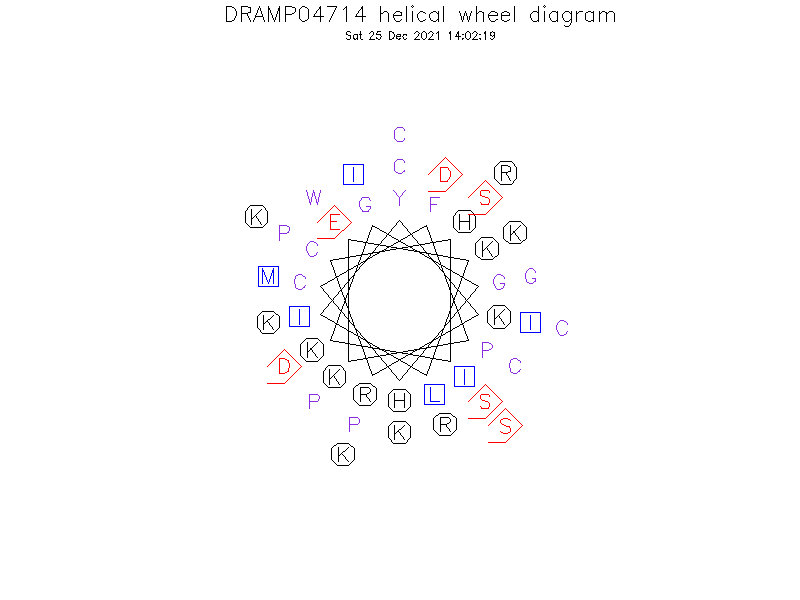 DRAMP04714 helical wheel diagram
Sat 25 Dec 2021 14:02:19
C
I C D R
W G Y F S
K P E H K
C K
M C G G
K I K I C
D K P C
K I
P R H L S
P K R S
K